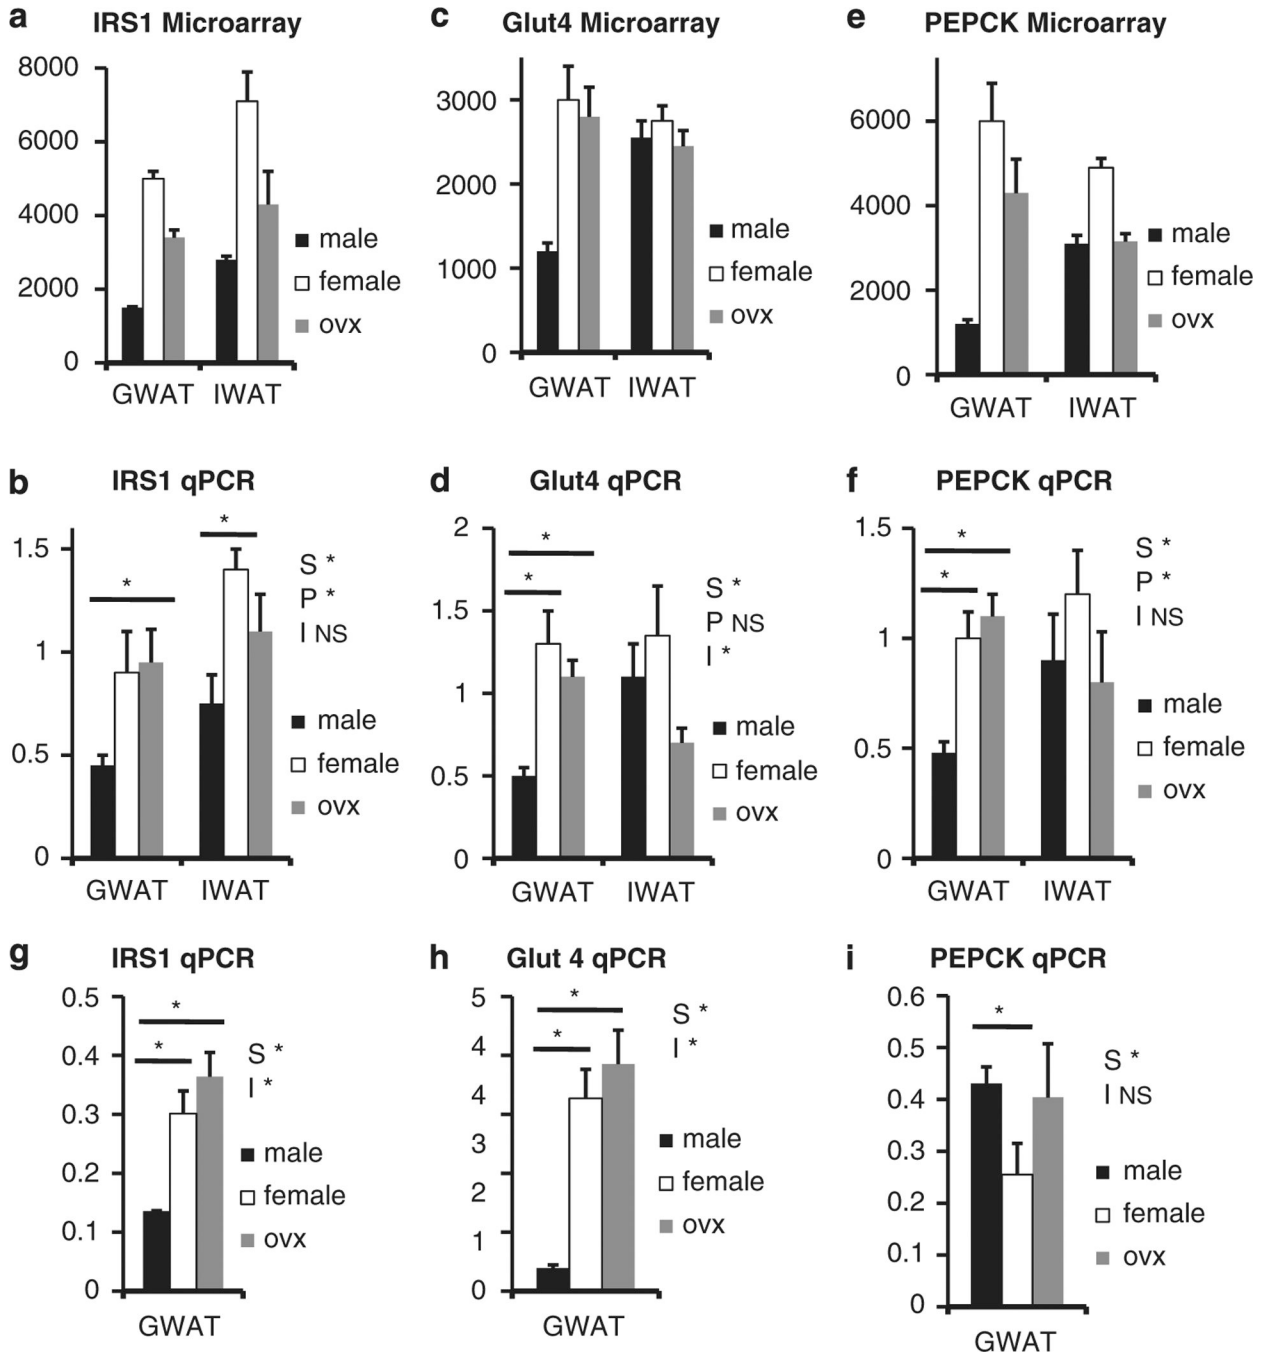 a IRS1 Microarray
8000
6000
4000
2000
0
GWAT IWAT
male
female
ovx
c Glut4 Microarray
3000
2000
1000
0
GWAT IWAT
male
female
ovx
e PEPCK Microarray
6000
4000
2000
0
GWAT IWAT
male
female
ovx
b IRS1 qPCR
1.5
1
0.5
0
* *
S *
P *
I NS
GWAT IWAT
male
female
ovx
d Glut4 qPCR
2
1.5
1
0.5
0
*
*
S *
P NS
I *
GWAT IWAT
male
female
ovx
f PEPCK qPCR
1.5
1
0.5
0
*
*
S *
P *
I NS
GWAT IWAT
male
female
ovx
g IRS1 qPCR
0.5
0.4
0.3
0.2
0.1
0
*
*
S *
I *
GWAT
male
female
ovx
h Glut 4 qPCR
5
4
4
3
2
1
0
*
*
S *
I *
GWAT
male
female
ovx
i PEPCK qPCR
0.6
0.5
0.4
0.3
0.2
0.1
0
*
S *
I NS
GWAT
male
female
ovx